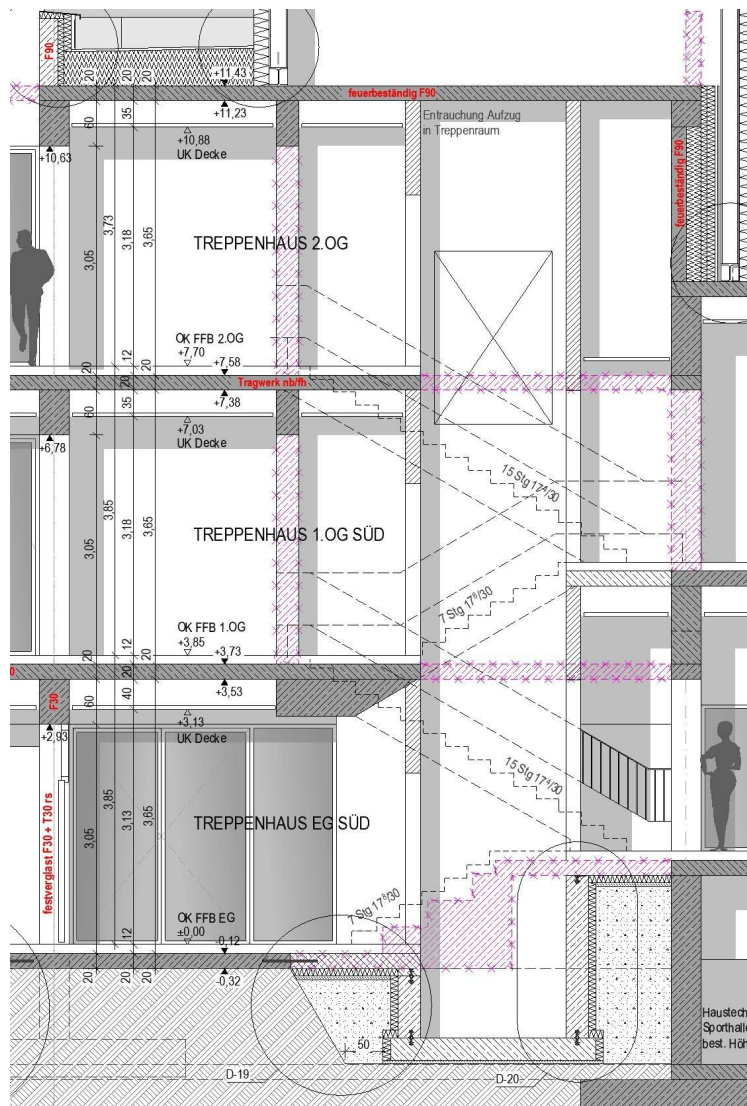 F90
20
20
20
+11,43
feuerbeständig F90
+11,23
60
35
Entrauchung Aufzug
in Treppenraum
+10,88
UK Decke
+10,63
feuerbeständig F90
3,73
3,05
3,18
3,65
TREPPENHAUS 2.OG
OK FFB 2.OG
+7,70
+7,58
20
12
20
20
Tragwerk nb/fh
+7,38
60
35
+7,03
UK Decke
+6,78
15 Stg 17⁴/30
3,85
3,05
3,18
3,65
TREPPENHAUS 1.OG SÜD
7 Stg 17⁸/30
OK FFB 1.OG
+3,85
+3,73
20
12
20
20
0
+3,53
F30
60
40
+3,13
UK Decke
+2,93
15 Stg 17⁴/30
3,85
3,05
3,13
3,65
TREPPENHAUS EG SÜD
festverglast F30 + T30 rs
7 Stg 17⁸/30
OK FFB EG
±0,00
-0,12
12
20
20
20
-0,32
50
D-19
D-20
Haustech
Sporthalle
best. Höh